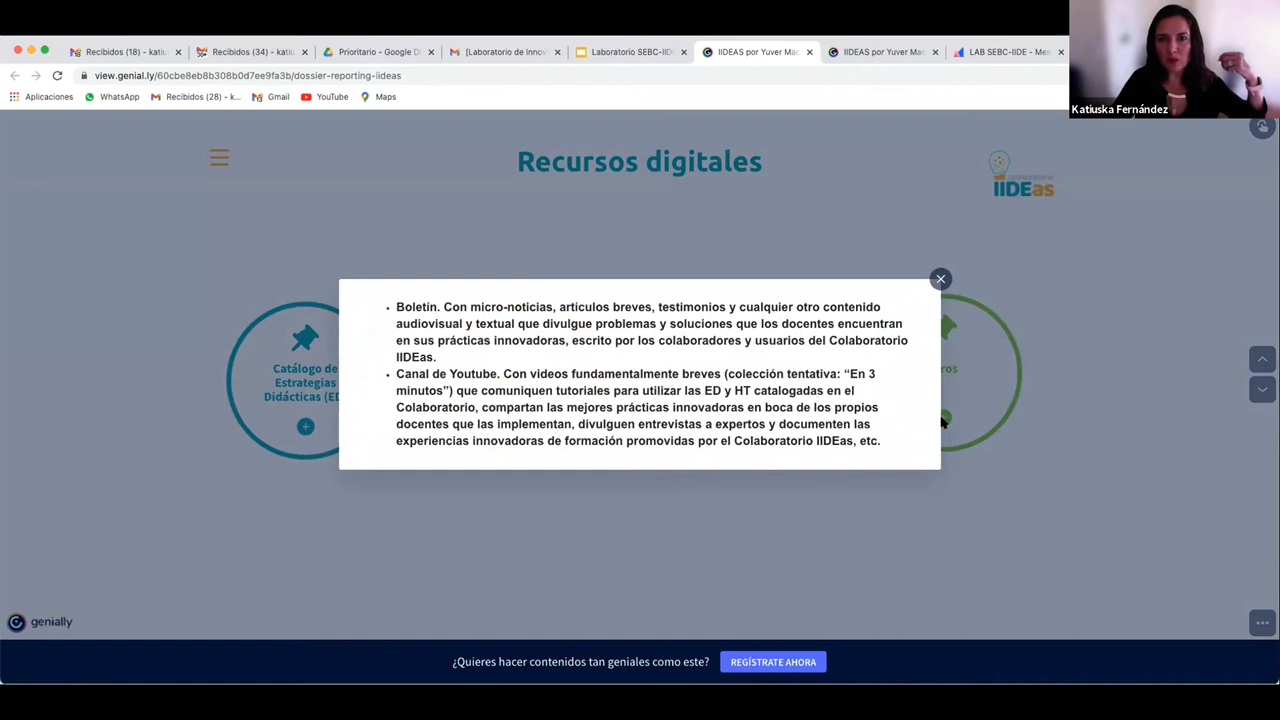 Recibidos (18) - katiu
Recibidos (34) - katiu
Prioritario - Google D
[Laboratorio de Innov
Laboratorio SEBC-IIDE
IIDEAS por Yuver Mac
IIDEAS por Yuver Mac
LAB SEBC-IIDE - Men
view.genial.ly/60cbe8eb8b308b0d7ee9fa3b/dossier-reporting-iideas
Aplicaciones
WhatsApp
Recibidos (28) - k...
Gmail
YouTube
Maps
Katiuska Fernández
Recursos digitales
IIDEas
• Boletín. Con micro-noticias, artículos breves, testimonios y cualquier otro contenido
audiovisual y textual que divulgue problemas y soluciones que los docentes encuentran
en sus prácticas innovadoras, escrito por los colaboradores y usuarios del Colaboratorio
IIDEas.
• Canal de Youtube. Con videos fundamentalmente breves (colección tentativa: “En 3
minutos”) que comuniquen tutoriales para utilizar las ED y HT catalogadas en el
Colaboratorio, compartan las mejores prácticas innovadoras en boca de los propios
docentes que las implementan, divulguen entrevistas a expertos y documenten las
experiencias innovadoras de formación promovidas por el Colaboratorio IIDEas, etc.
Catálogo de
Estrategias
Didácticas (ED
ros
genially
¿Quieres hacer contenidos tan geniales como este?
REGÍSTRATE AHORA